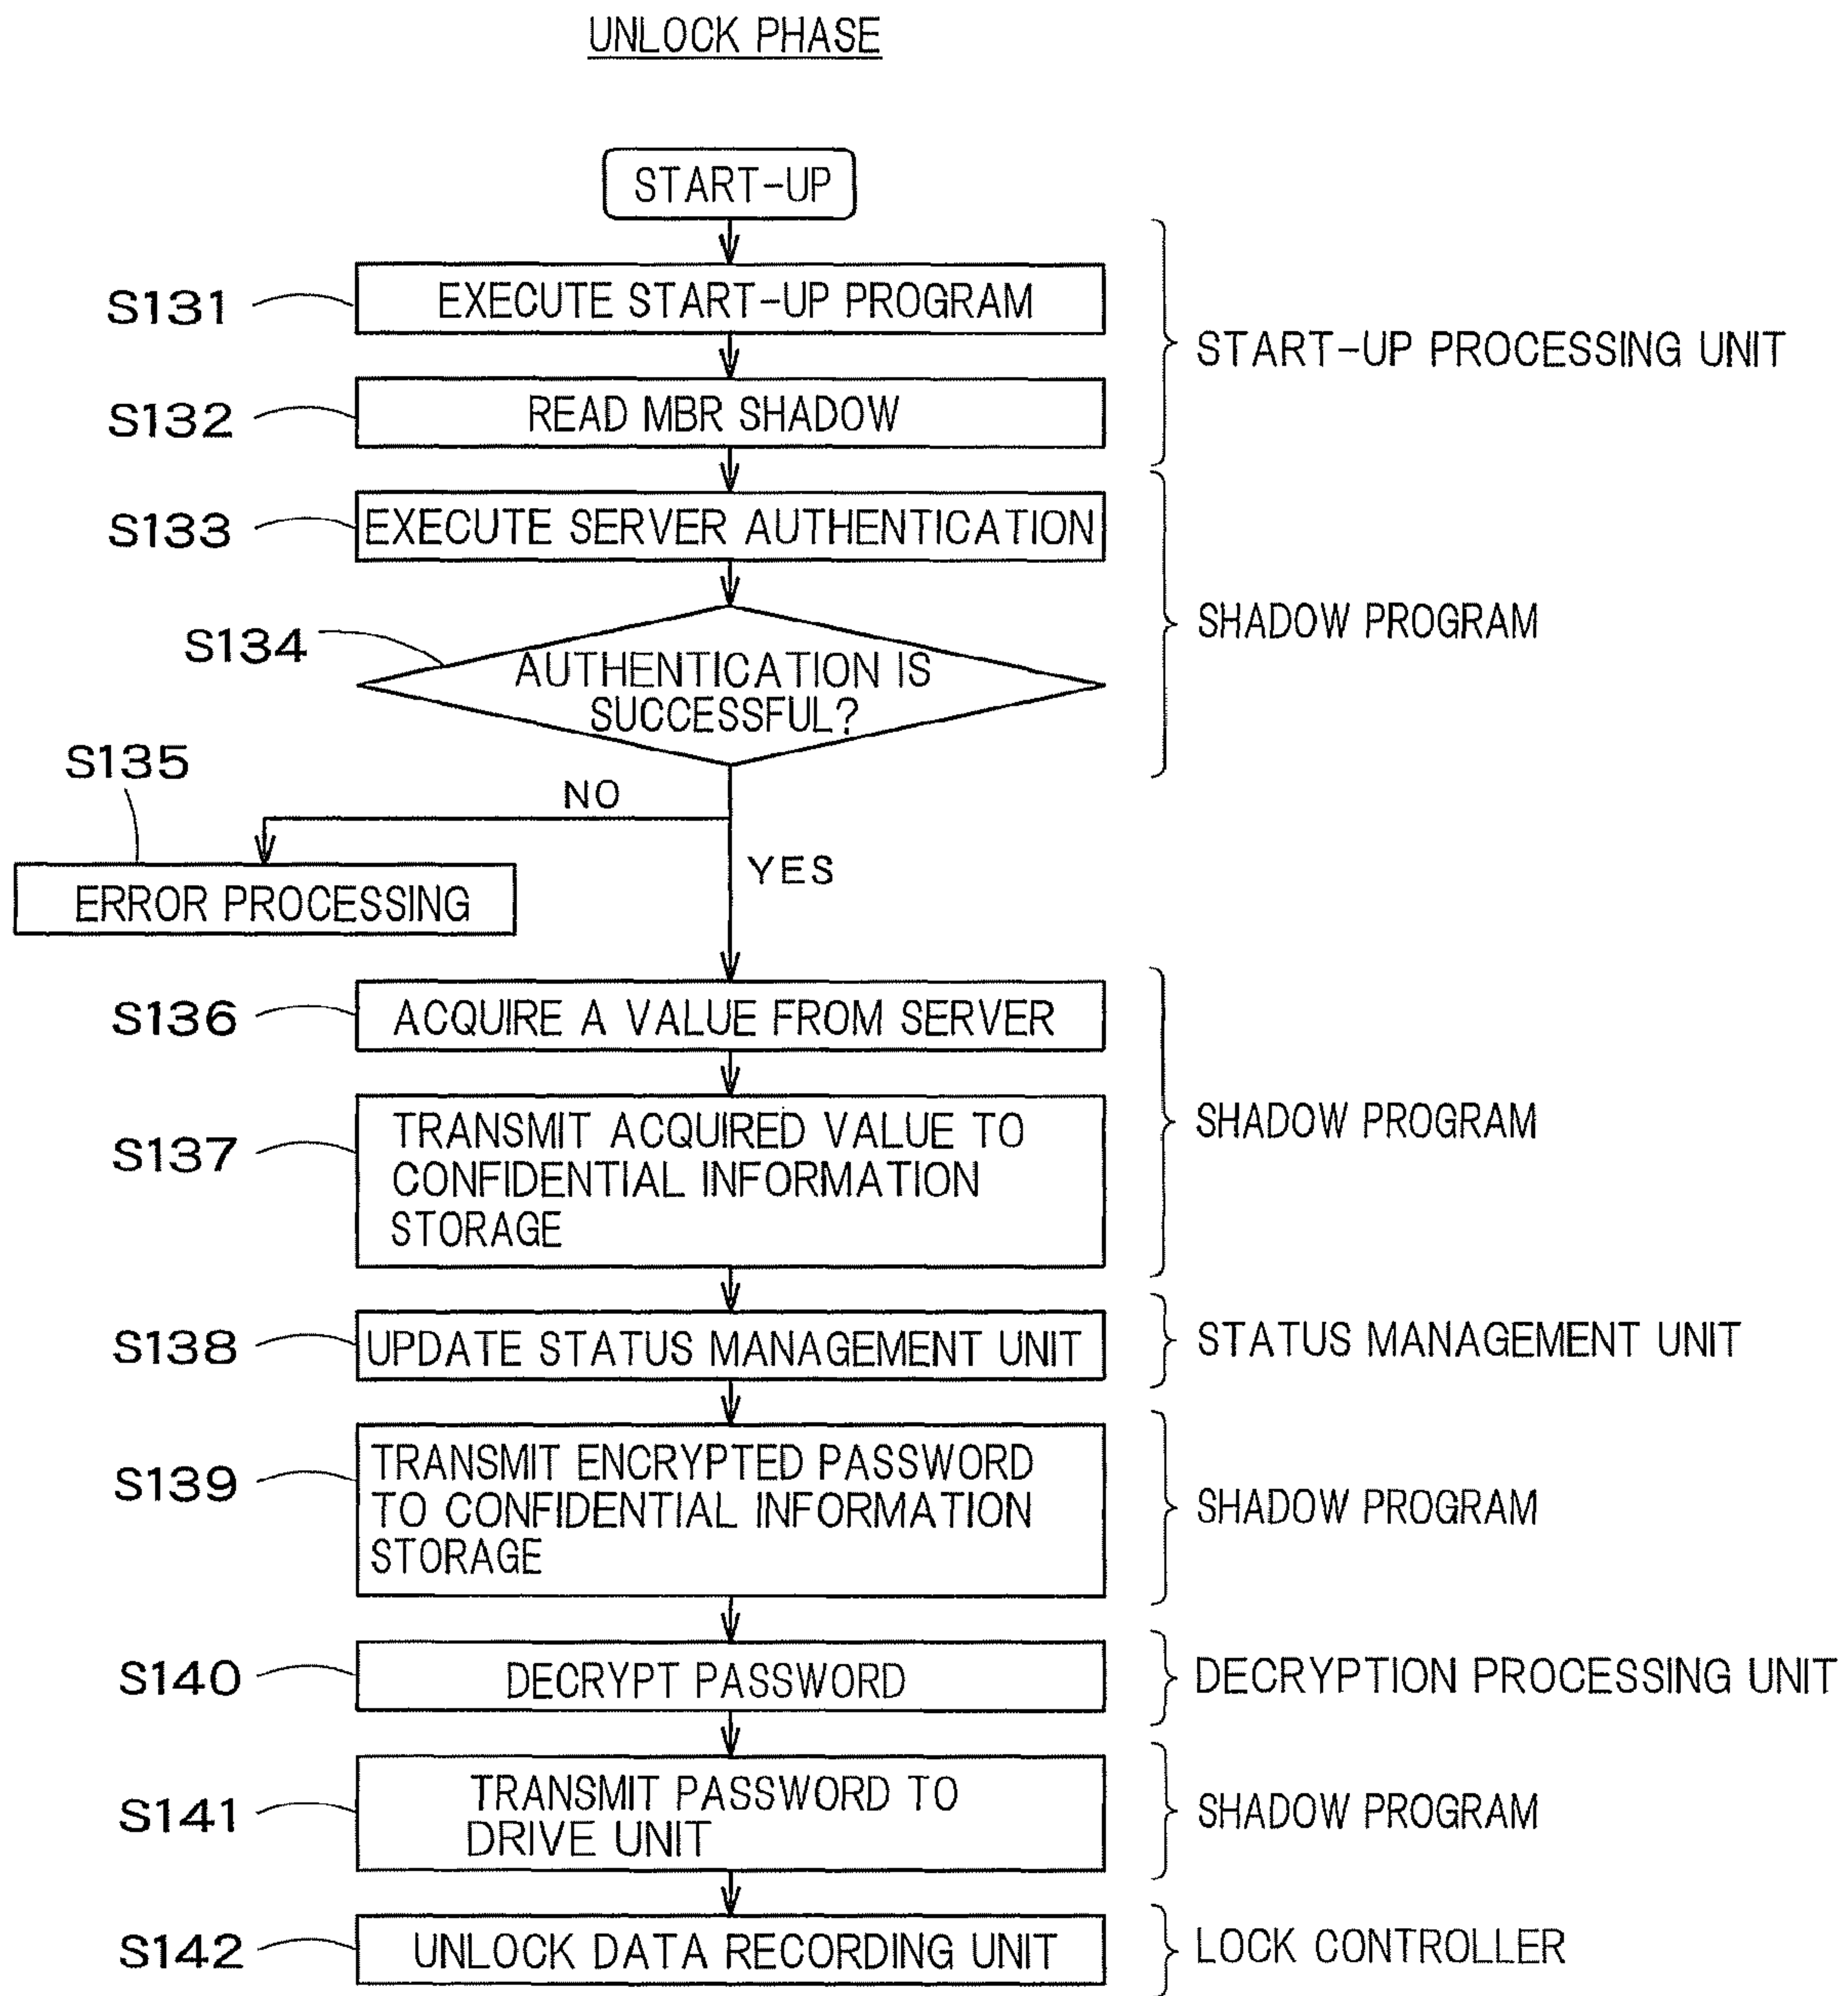 UNLOCK PHASE
START-UP
S131
EXECUTE START-UP PROGRAM
START-UP PROCESSING UNIT
S132
READ MBR SHADOW
S133
EXECUTE SERVER AUTHENTICATION
SHADOW PROGRAM
S134
AUTHENTICATION IS
SUCCESSFUL?
S135
NO
YES
ERROR PROCESSING
S136
ACQUIRE A VALUE FROM SERVER
S137
TRANSMIT ACQUIRED VALUE TO
CONFIDENTIAL INFORMATION
STORAGE
SHADOW PROGRAM
S138
UPDATE STATUS MANAGEMENT UNIT
STATUS MANAGEMENT UNIT
S139
TRANSMIT ENCRYPTED PASSWORD
TO CONFIDENTIAL INFORMATION
STORAGE
SHADOW PROGRAM
S140
DECRYPT PASSWORD
DECRYPTION PROCESSING UNIT
S141
TRANSMIT PASSWORD TO
DRIVE UNIT
SHADOW PROGRAM
S142
UNLOCK DATA RECORDING UNIT
LOCK CONTROLLER